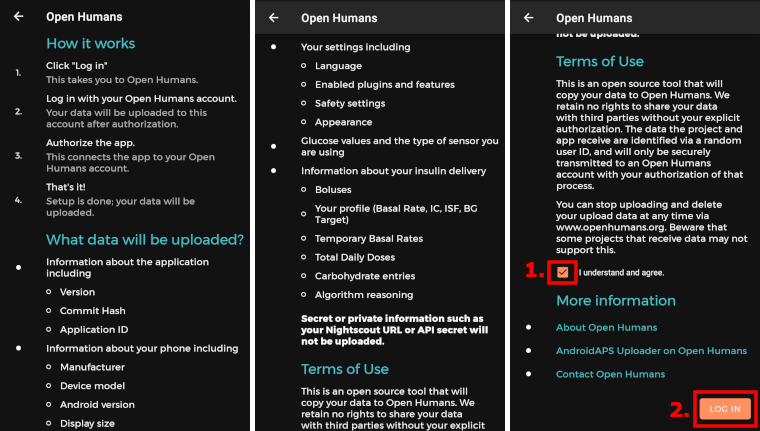 Open Humans
How it works
1. Click "Log in"
This takes you to Open Humans.
2. Log in with your Open Humans account.
Your data will be uploaded to this
account after authorization.
3. Authorize the app.
This connects the app to your Open
Humans account.
4. That's it!
Setup is done; your data will be
uploaded.
What data will be uploaded?
Information about the application
including
Version
Commit Hash
Application ID
Information about your phone including
Manufacturer
Device model
Android version
Display size
Open Humans
Your settings including
Language
Enabled plugins and features
Safety settings
Appearance
Glucose values and the type of sensor you
are using
Information about your insulin delivery
Boluses
Your profile (Basal Rate, IC, ISF, BG
Target)
Temporary Basal Rates
Total Daily Doses
Carbohydrate entries
Algorithm reasoning
Secret or private information such as
your Nightscout URL or API secret will
not be uploaded.
Terms of Use
This is an open source tool that will
copy your data to Open Humans. We
retain no rights to share your data
with third parties without your explicit
Open Humans
not be uploaded.
Terms of Use
This is an open source tool that will
copy your data to Open Humans. We
retain no rights to share your data
with third parties without your explicit
authorization. The data the project and
app receive are identified via a random
user ID, and will only be securely
transmitted to an Open Humans
account with your authorization of that
process.
You can stop uploading and delete
your upload data at any time via
www.openhumans.org. Beware that
some projects that receive data may not
support this.
1. I understand and agree.
More information
About Open Humans
AndroidAPS Uploader on Open Humans
Contact Open Humans
2. LOG IN